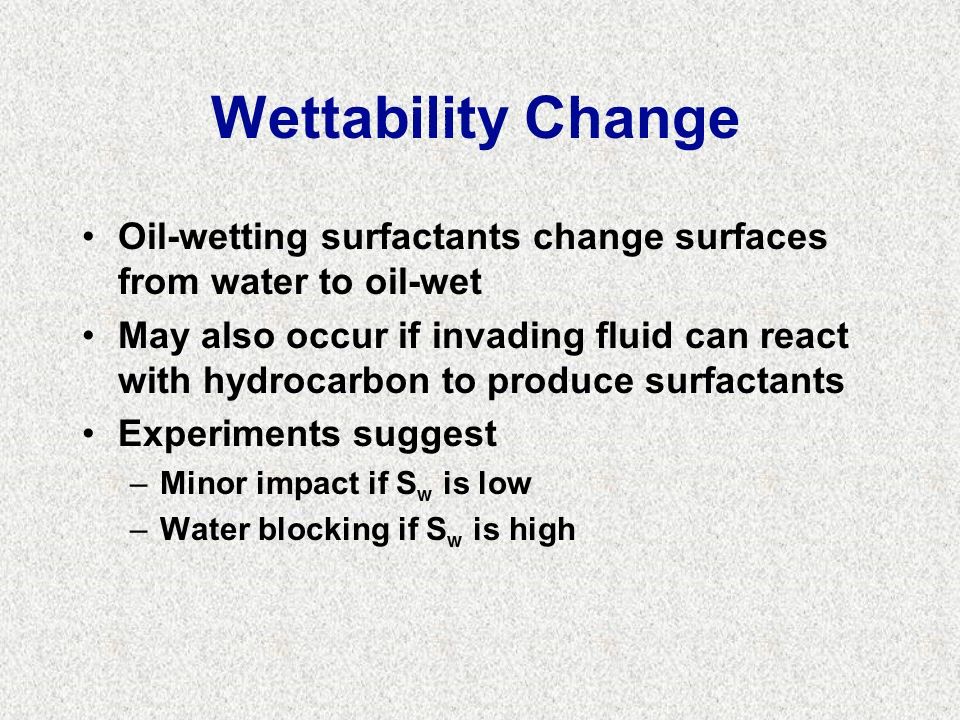 Wettability Change
• Oil-wetting surfactants change surfaces
from water to oil-wet
• May also occur if invading fluid can react
with hydrocarbon to produce surfactants
• Experiments suggest
– Minor impact if Sw is low
– Water blocking if Sw is high